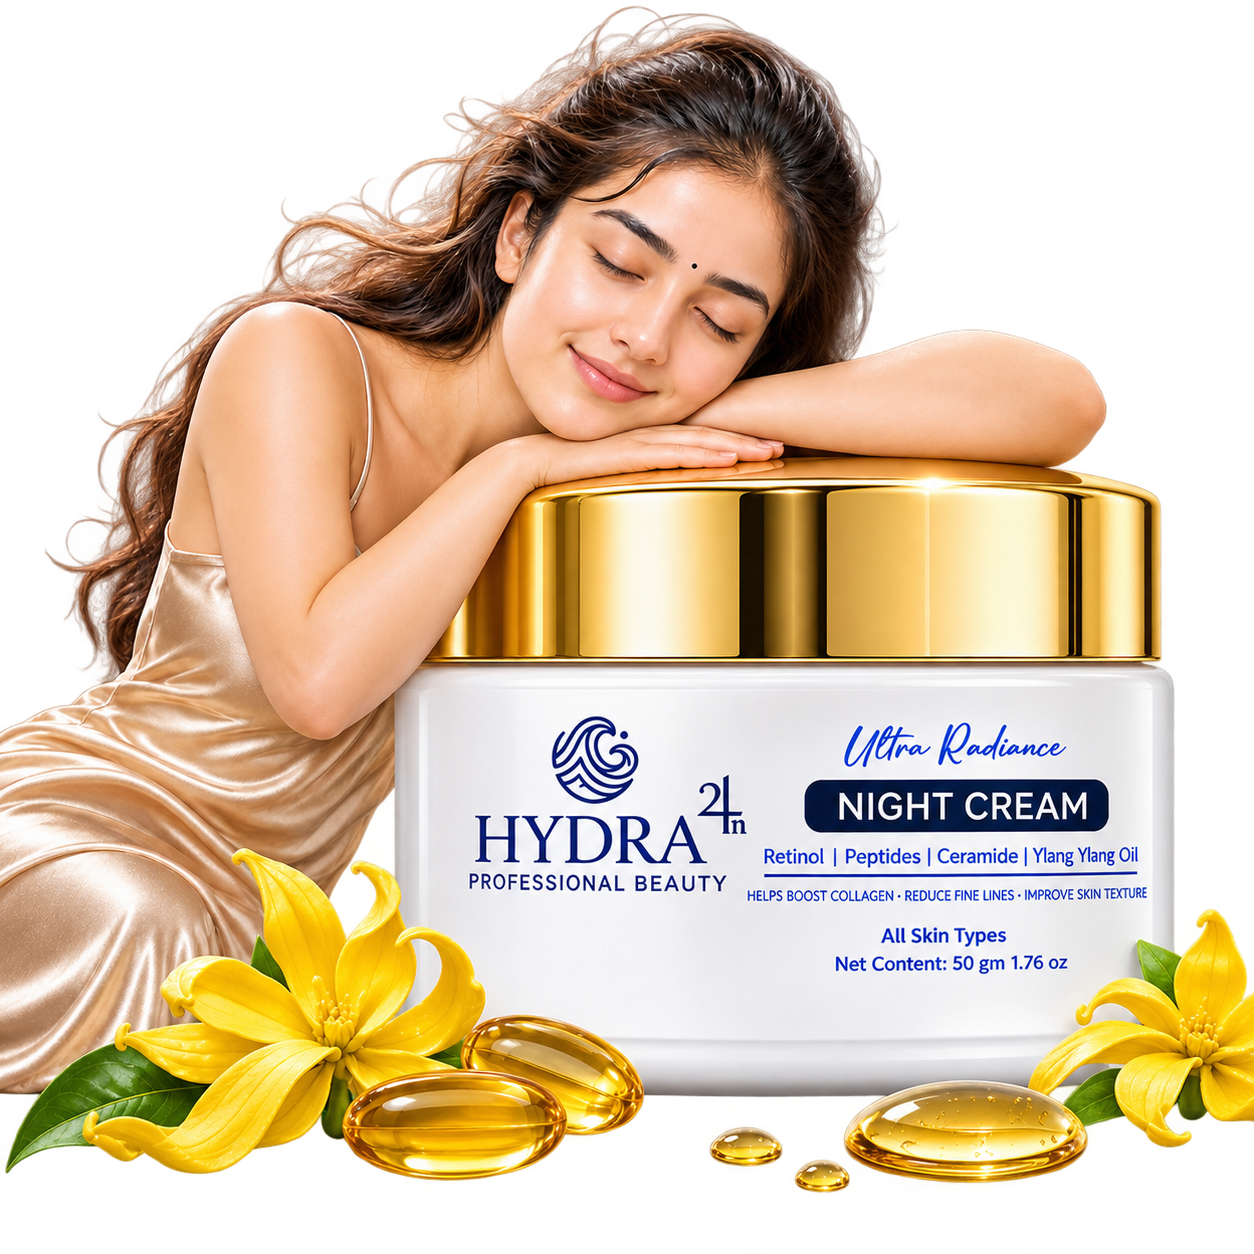 HYDRA 24n
PROFESSIONAL BEAUTY
Ultra Radiance
NIGHT CREAM
Retinol | Peptides | Ceramide | Ylang Ylang Oil
HELPS BOOST COLLAGEN · REDUCE FINE LINES · IMPROVE SKIN TEXTURE
All Skin Types
Net Content: 50 gm 1.76 oz